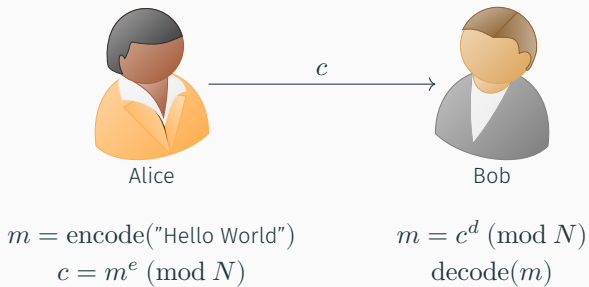 c
Alice
Bob
m = encode(”Hello World”)
c = m^e (mod N)
m = c^d (mod N)
decode(m)